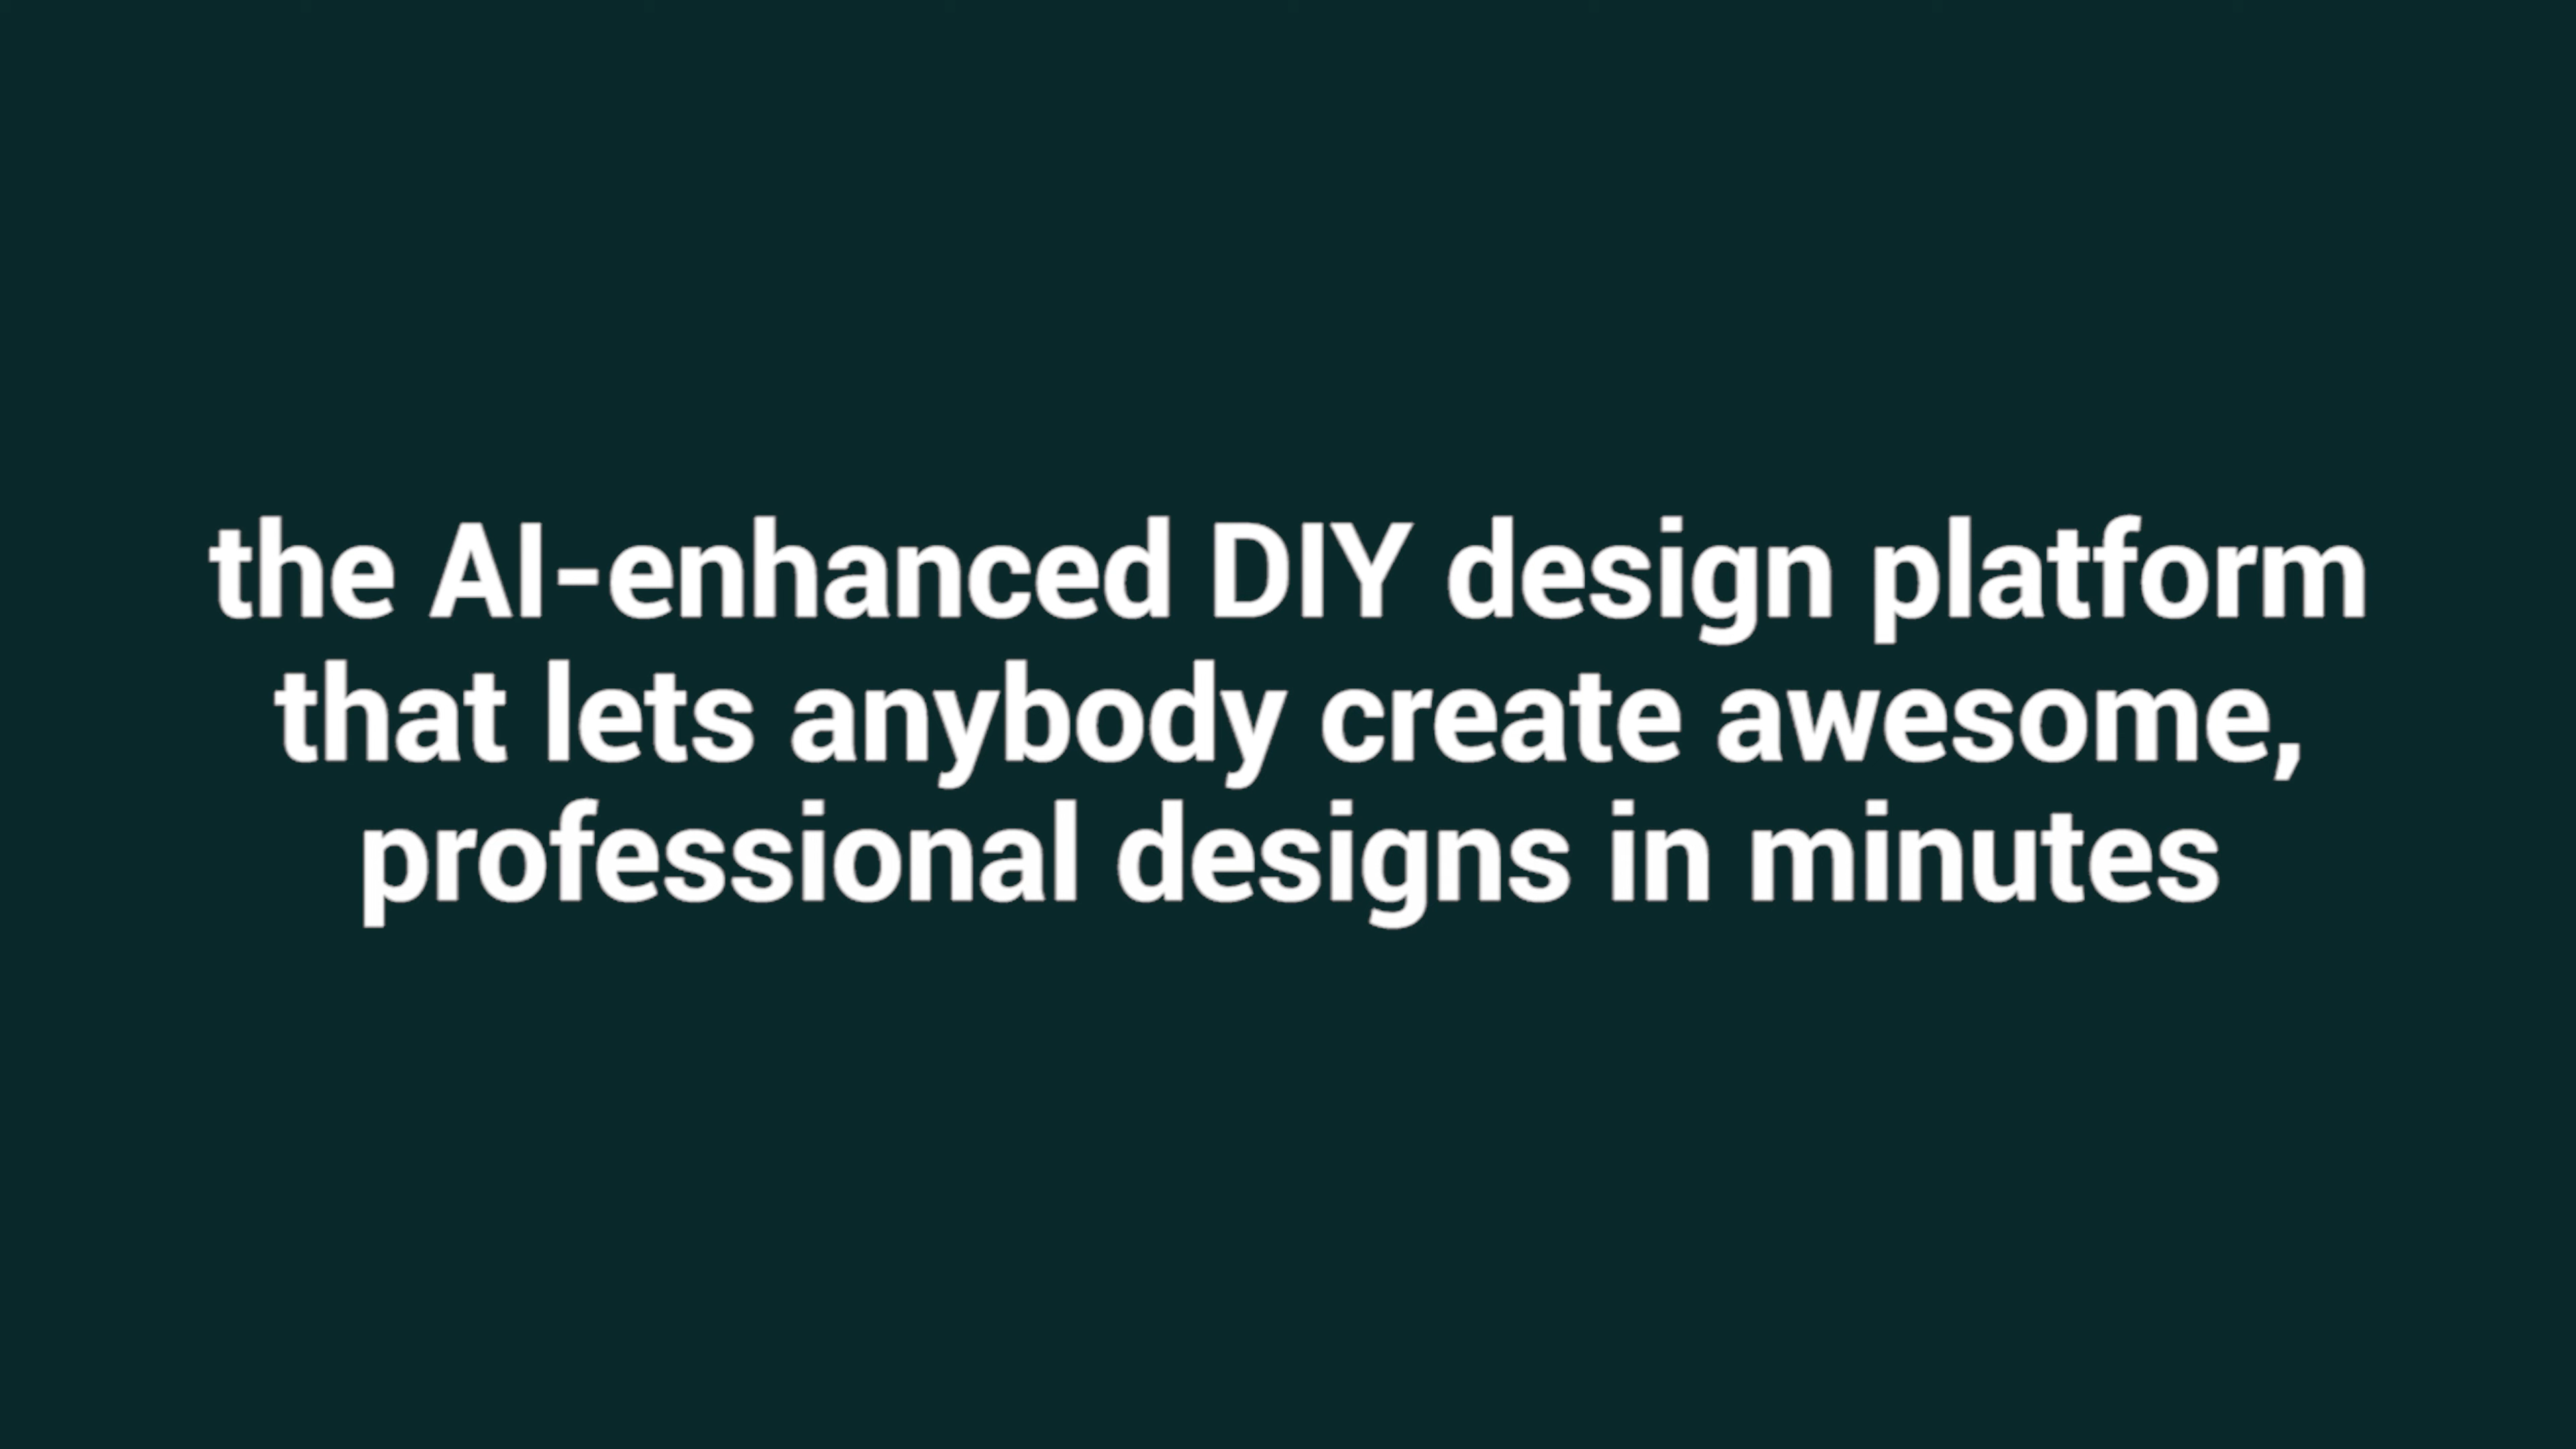 the AI-enhanced DIY design platform
that lets anybody create awesome,
professional designs in minutes